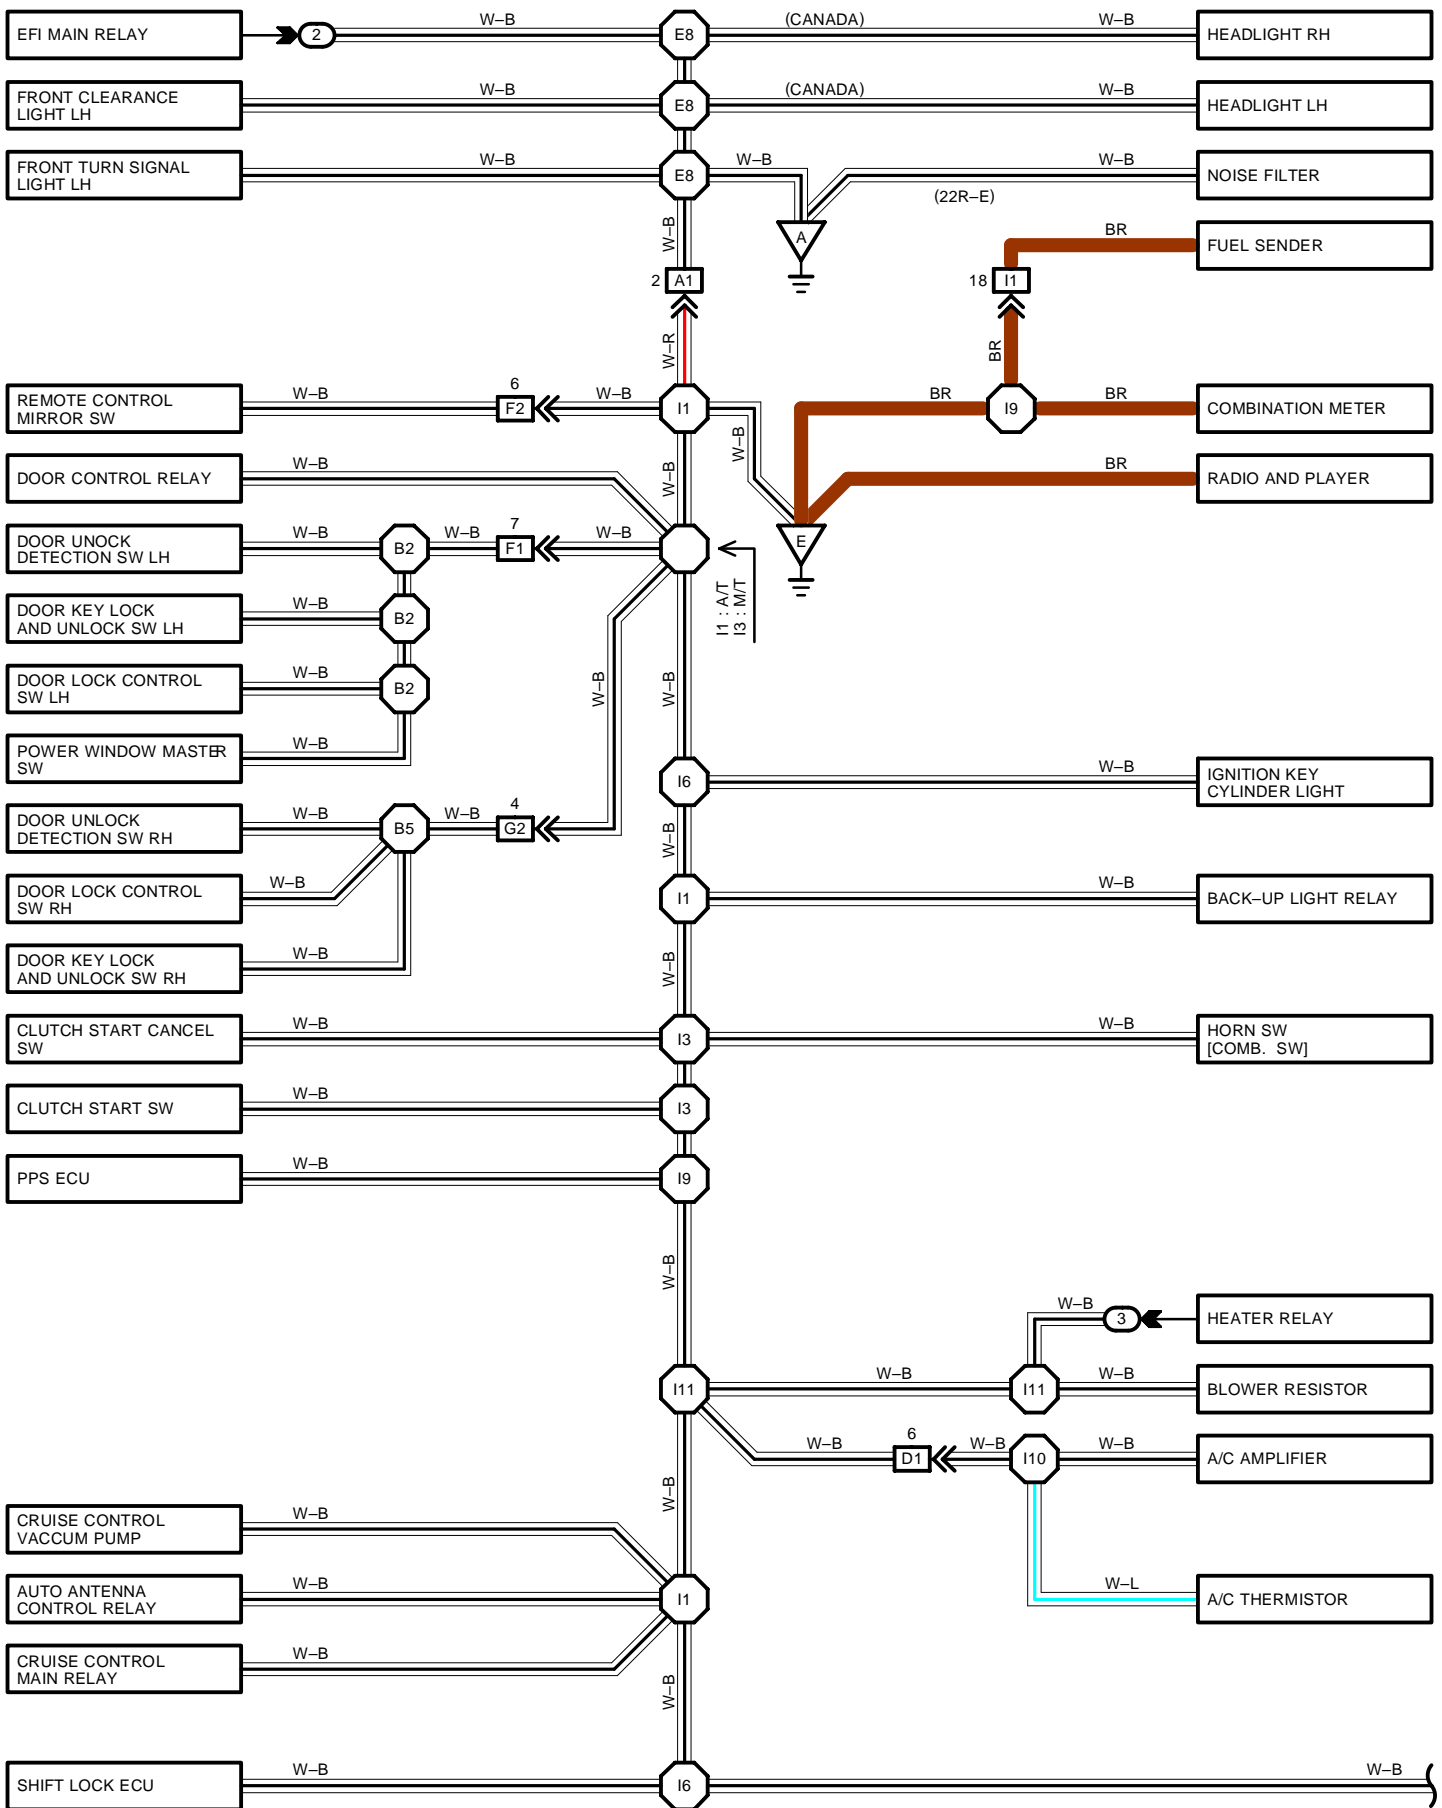 EFI MAIN RELAY
2
W–B
E8
(CANADA)
W–B
HEADLIGHT RH
FRONT CLEARANCE
LIGHT LH
W–B
E8
(CANADA)
W–B
HEADLIGHT LH
FRONT TURN SIGNAL
LIGHT LH
W–B
E8
W–B
W–B
(22R–E)
NOISE FILTER
W–B
A
BR
FUEL SENDER
2
A1
18
I1
W–R
BR
REMOTE CONTROL
MIRROR SW
W–B
6
F2
W–B
I1
W–B
BR
I9
BR
COMBINATION METER
DOOR CONTROL RELAY
W–B
W–B
BR
RADIO AND PLAYER
DOOR UNOCK
DETECTION SW LH
W–B
B2
W–B
7
F1
W–B
E
I1 : A/T
I3 : M/T
DOOR KEY LOCK
AND UNLOCK SW LH
W–B
B2
DOOR LOCK CONTROL
SW LH
W–B
B2
W–B
W–B
POWER WINDOW MASTER
SW
W–B
I6
W–B
IGNITION KEY
CYLINDER LIGHT
DOOR UNLOCK
DETECTION SW RH
W–B
B5
W–B
4
G2
W–B
DOOR LOCK CONTROL
SW RH
W–B
I1
W–B
BACK–UP LIGHT RELAY
DOOR KEY LOCK
AND UNLOCK SW RH
W–B
W–B
CLUTCH START CANCEL
SW
W–B
I3
W–B
HORN SW
[COMB. SW]
CLUTCH START SW
W–B
I3
PPS ECU
W–B
I9
W–B
W–B
3
HEATER RELAY
I11
W–B
I11
W–B
BLOWER RESISTOR
W–B
6
D1
W–B
I10
W–B
A/C AMPLIFIER
W–B
CRUISE CONTROL
VACCUM PUMP
W–B
AUTO ANTENNA
CONTROL RELAY
W–B
I1
W–L
A/C THERMISTOR
CRUISE CONTROL
MAIN RELAY
W–B
W–B
SHIFT LOCK ECU
W–B
I6
W–B